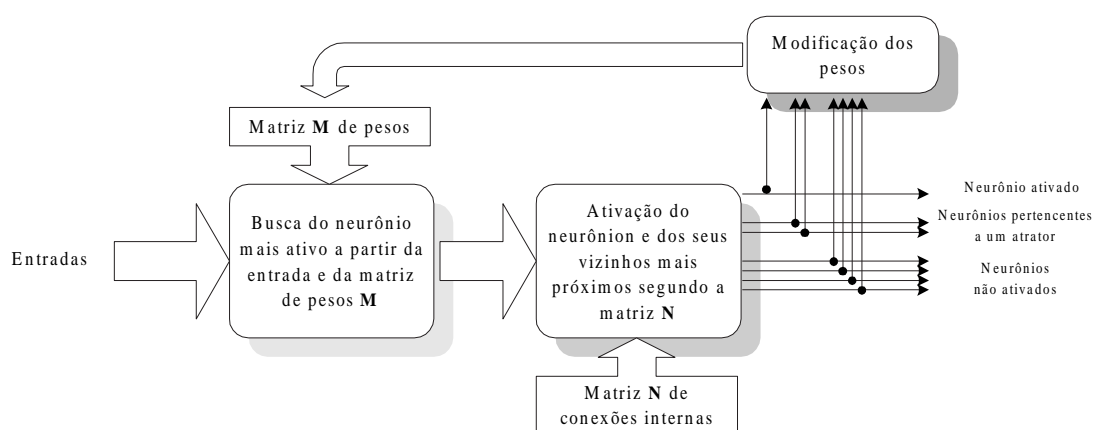 Modificação dos
pesos
Matriz M de pesos
Entradas
Busca do neurônio
mais ativo a partir da
entrada e da matriz
de pesos M
Ativação do
neurônion e dos seus
vizinhos mais
próximos segundo a
matriz N
Neurônio ativado
Neurônios pertencentes
a um atrator
Neurônios
não ativados
Matriz N de
conexões internas